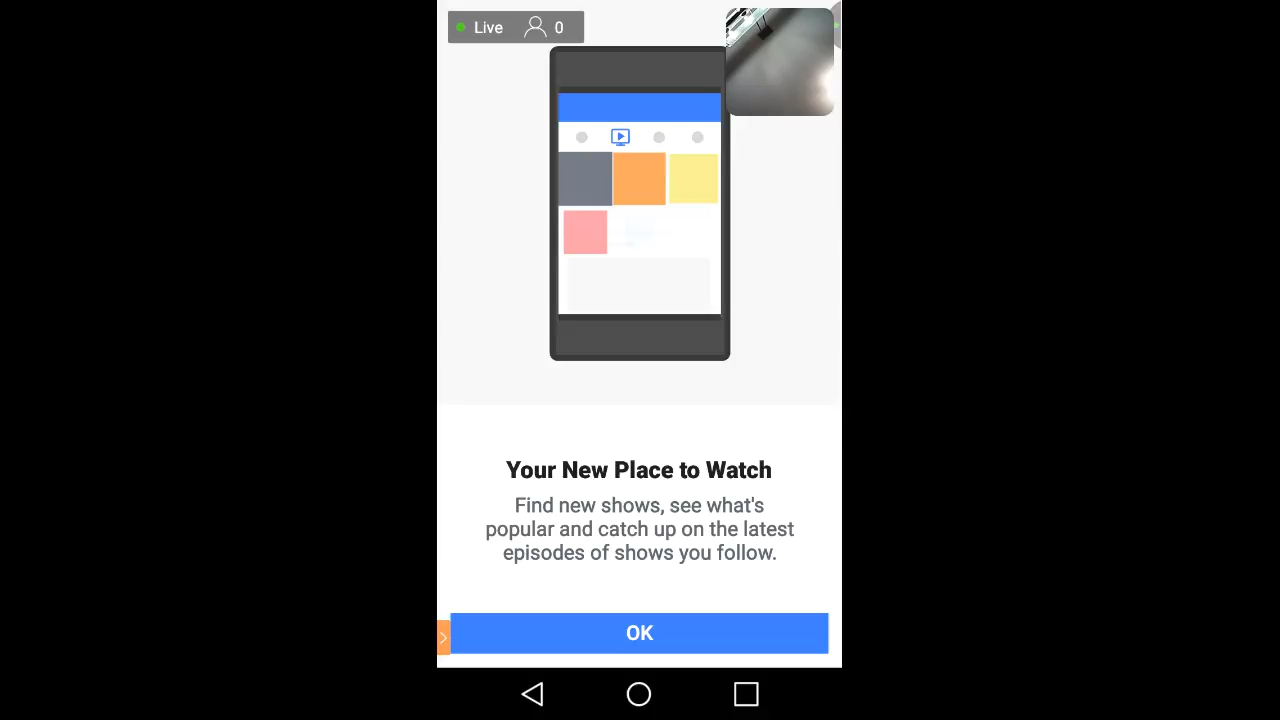 Live 0
Your New Place to Watch
Find new shows, see what's
popular and catch up on the latest
episodes of shows you follow.
OK